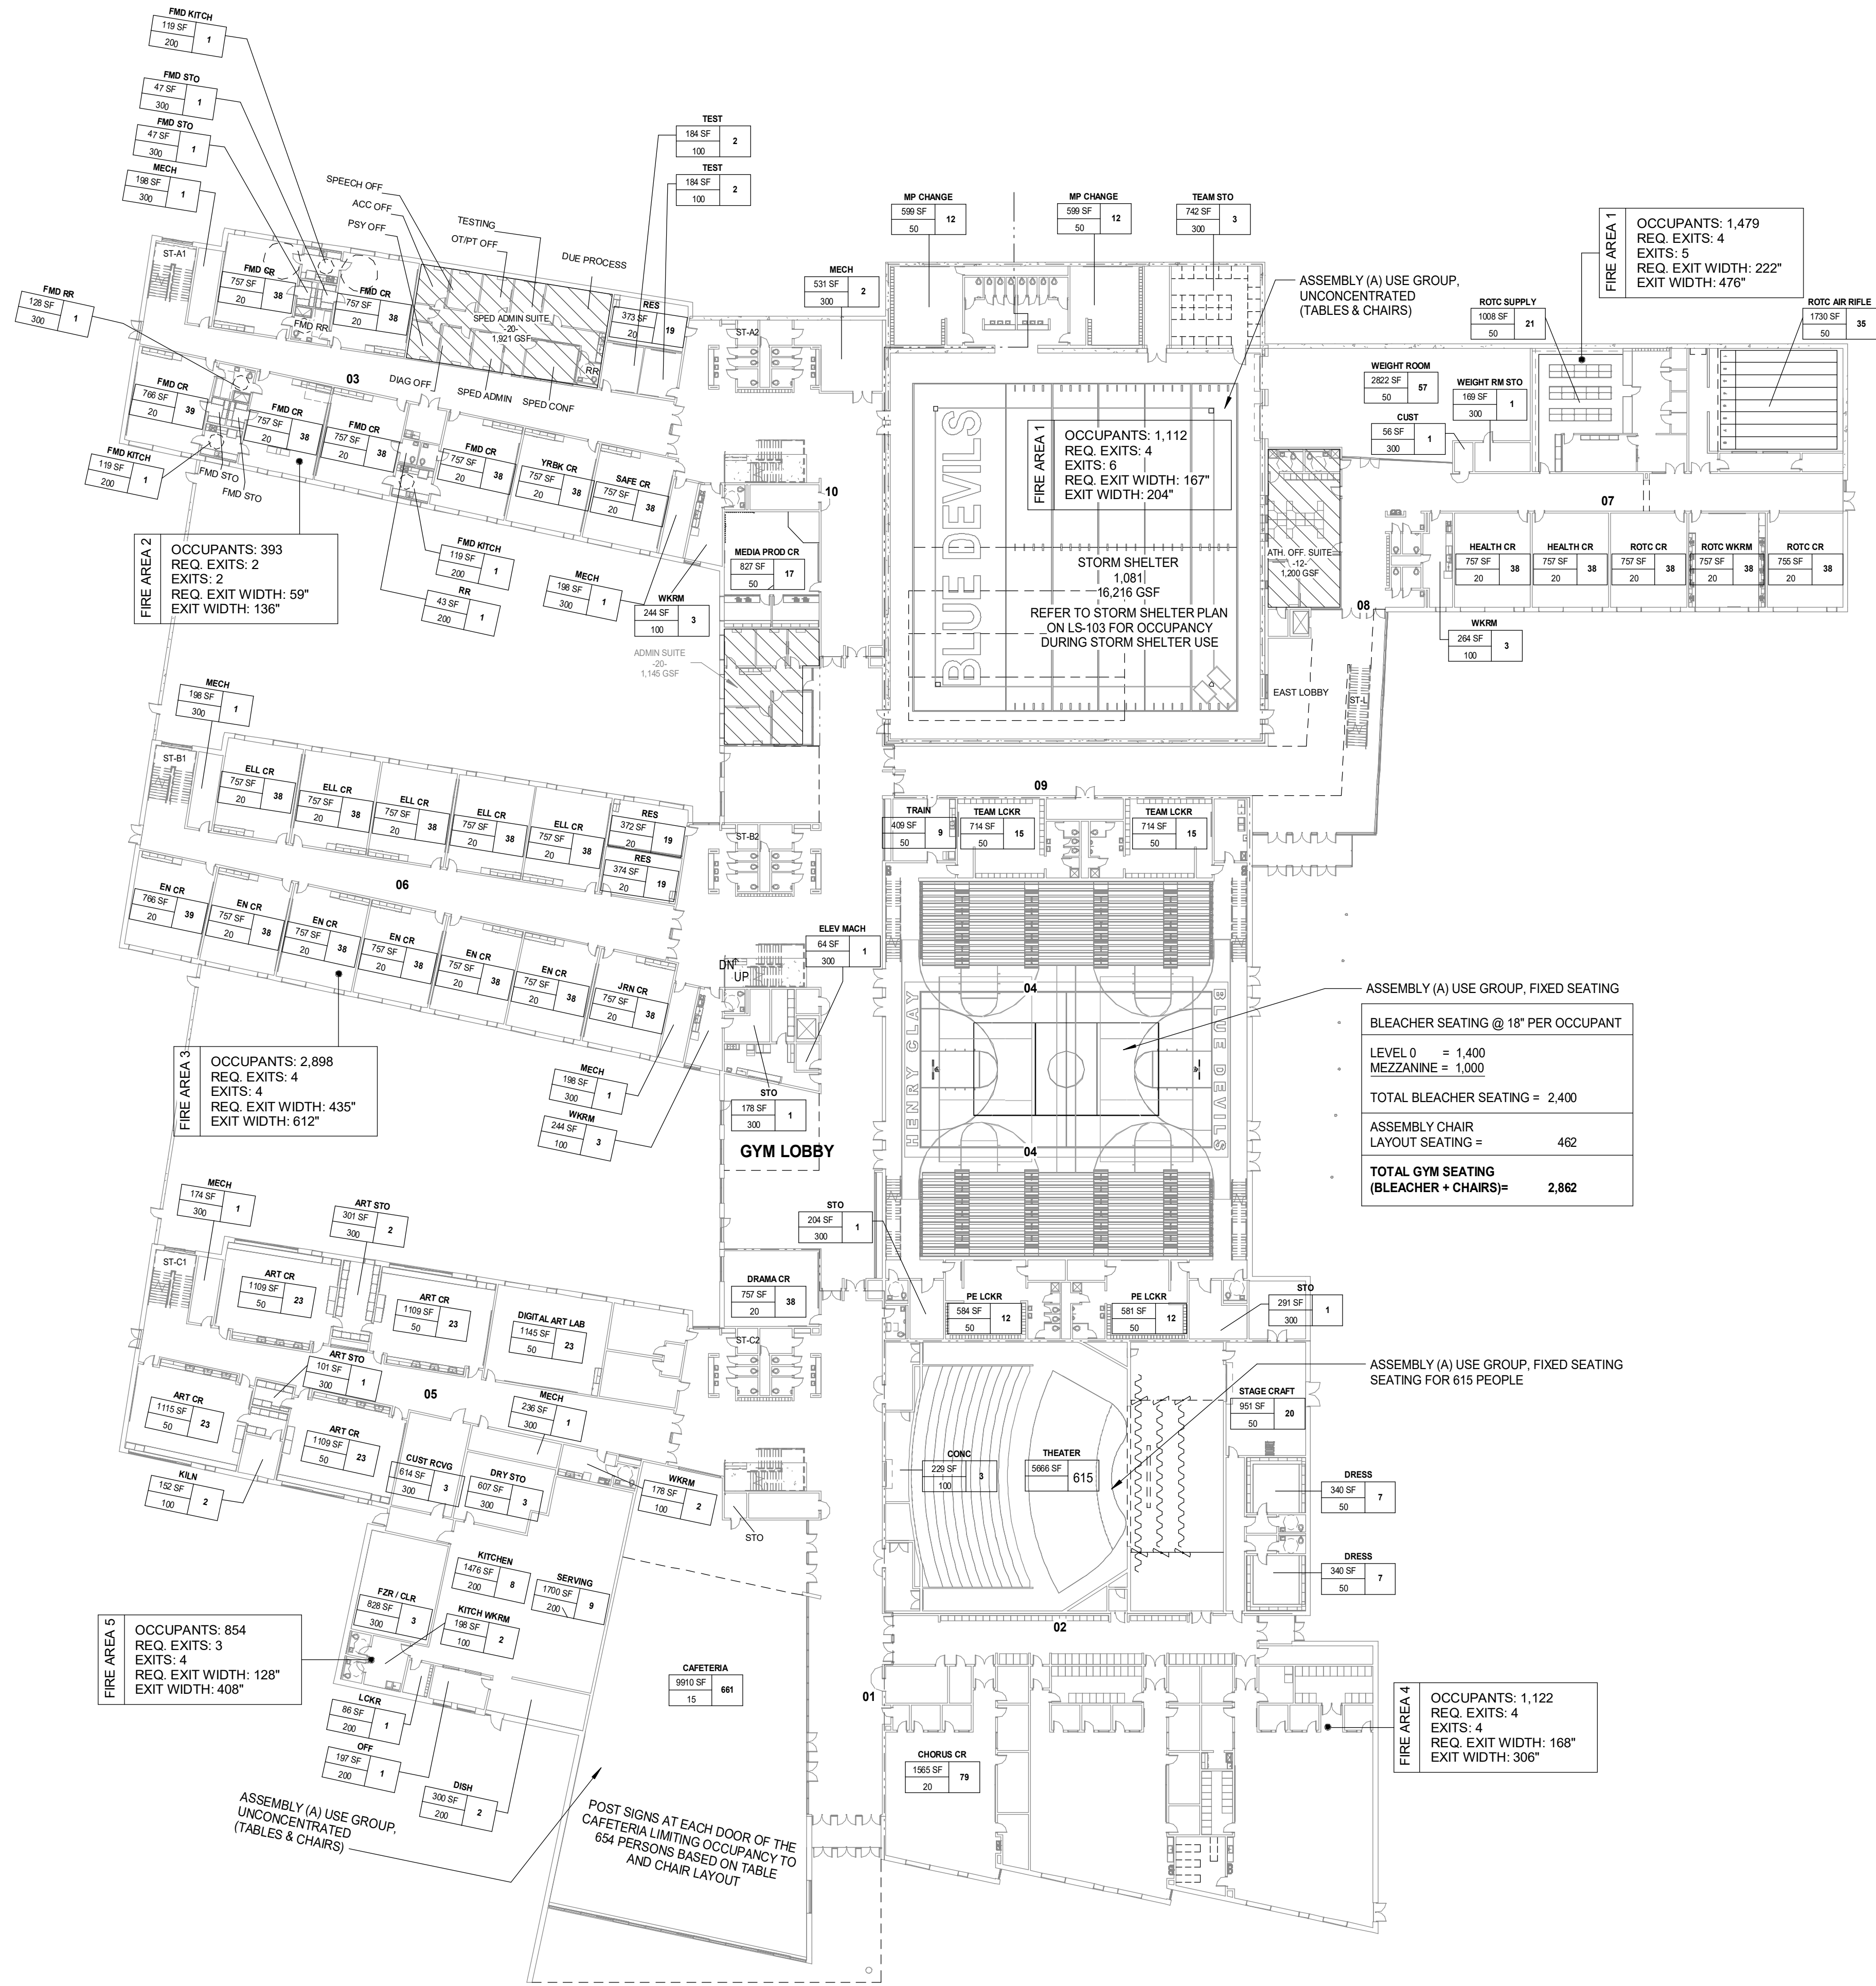 FMD KITCH
119 SF
200
1
FMD STO
47 SF
300
1
FMD STO
47 SF
300
1
MECH
198 SF
300
1
TEST
184 SF
100
2
TEST
184 SF
100
2
SPEECH OFF
ACC OFF
PSY OFF
TESTING
OT/PT OFF
DUE PROCESS
ST-A1
FMD CR
757 SF
20
38
FMD CR
757 SF
20
38
FMD RR
SPED ADMIN SUITE
-20-
1,921 GSF
RES
373 SF
20
19
RR
ST-A2
FMD RR
128 SF
300
1
03
DIAG OFF
SPED ADMIN
SPED CONF
FMD CR
766 SF
20
39
FMD CR
757 SF
20
38
FMD CR
757 SF
20
38
FMD CR
757 SF
20
38
YRBK CR
757 SF
20
38
SAFE CR
757 SF
20
38
FMD KITCH
119 SF
200
1
FMD STO
FMD STO
FIRE AREA 2
OCCUPANTS: 393
REQ. EXITS: 2
EXITS: 2
REQ. EXIT WIDTH: 59"
EXIT WIDTH: 136"
FMD KITCH
119 SF
200
1
RR
43 SF
200
1
MECH
198 SF
300
1
WKRM
244 SF
100
3
10
MEDIA PROD CR
827 SF
50
17
ADMIN SUITE
-20-
1,145 GSF
MP CHANGE
599 SF
50
12
MP CHANGE
599 SF
50
12
TEAM STO
742 SF
300
3
MECH
531 SF
300
2
ASSEMBLY (A) USE GROUP,
UNCONCENTRATED
(TABLES & CHAIRS)
FIRE AREA 1
OCCUPANTS: 1,479
REQ. EXITS: 4
EXITS: 5
REQ. EXIT WIDTH: 222"
EXIT WIDTH: 476"
ROTC SUPPLY
1008 SF
50
21
ROTC AIR RIFLE
1730 SF
50
35
WEIGHT ROOM
2822 SF
50
57
WEIGHT RM STO
169 SF
300
1
CUST
56 SF
300
1
07
BLUE DEVILS
FIRE AREA 1
OCCUPANTS: 1,112
REQ. EXITS: 4
EXITS: 6
REQ. EXIT WIDTH: 167"
EXIT WIDTH: 204"
STORM SHELTER
1,081
16,216 GSF
REFER TO STORM SHELTER PLAN
ON LS-103 FOR OCCUPANCY
DURING STORM SHELTER USE
ATH. OFF. SUITE
-12-
1,200 GSF
HEALTH CR
757 SF
20
38
HEALTH CR
757 SF
20
38
ROTC CR
757 SF
20
38
ROTC WKRM
757 SF
20
38
ROTC CR
755 SF
20
38
08
WKRM
264 SF
100
3
EAST LOBBY
ST-L
MECH
198 SF
300
1
ST-B1
ELL CR
757 SF
20
38
ELL CR
757 SF
20
38
ELL CR
757 SF
20
38
ELL CR
757 SF
20
38
ELL CR
757 SF
20
38
RES
372 SF
20
19
RES
374 SF
20
19
ST-B2
06
EN CR
766 SF
20
39
EN CR
757 SF
20
38
EN CR
757 SF
20
38
EN CR
757 SF
20
38
EN CR
757 SF
20
38
EN CR
757 SF
20
38
JRN CR
757 SF
20
38
FIRE AREA 3
OCCUPANTS: 2,898
REQ. EXITS: 4
EXITS: 4
REQ. EXIT WIDTH: 435"
EXIT WIDTH: 612"
MECH
198 SF
300
1
WKRM
244 SF
100
3
ELEV MACH
64 SF
300
1
DN
UP
STO
178 SF
300
1
GYM LOBBY
09
TRAIN
409 SF
50
9
TEAM LCKR
714 SF
50
15
TEAM LCKR
714 SF
50
15
04
HENRY CLAY
BLUE DEVILS
04
ASSEMBLY (A) USE GROUP, FIXED SEATING
BLEACHER SEATING @ 18" PER OCCUPANT
LEVEL 0 = 1,400
MEZZANINE = 1,000
TOTAL BLEACHER SEATING = 2,400
ASSEMBLY CHAIR
LAYOUT SEATING = 462
TOTAL GYM SEATING
(BLEACHER + CHAIRS)= 2,862
MECH
174 SF
300
1
ART STO
301 SF
300
2
ST-C1
ART CR
1109 SF
50
23
ART CR
1109 SF
50
23
DIGITAL ART LAB
1145 SF
50
23
DRAMA CR
757 SF
20
38
ST-C2
STO
204 SF
300
1
PE LCKR
584 SF
50
12
PE LCKR
581 SF
50
12
STO
291 SF
300
1
ART STO
101 SF
300
1
05
ART CR
1115 SF
50
23
ART CR
1109 SF
50
23
MECH
236 SF
300
1
CUST RCVG
614 SF
300
3
DRY STO
607 SF
300
3
WKRM
178 SF
100
2
KILN
152 SF
100
2
STO
ASSEMBLY (A) USE GROUP, FIXED SEATING
SEATING FOR 615 PEOPLE
STAGE CRAFT
951 SF
50
20
CONC
229 SF
100
3
THEATER
5666 SF
615
DRESS
340 SF
50
7
DRESS
340 SF
50
7
KITCHEN
1476 SF
200
8
SERVING
1700 SF
200
9
FZR / CLR
828 SF
300
3
KITCH WKRM
198 SF
100
2
FIRE AREA 5
OCCUPANTS: 854
REQ. EXITS: 3
EXITS: 4
REQ. EXIT WIDTH: 128"
EXIT WIDTH: 408"
LCKR
86 SF
200
1
OFF
197 SF
200
1
DISH
300 SF
200
2
CAFETERIA
9910 SF
15
661
02
01
CHORUS CR
1565 SF
20
79
FIRE AREA 4
OCCUPANTS: 1,122
REQ. EXITS: 4
EXITS: 4
REQ. EXIT WIDTH: 168"
EXIT WIDTH: 306"
ASSEMBLY (A) USE GROUP,
UNCONCENTRATED
(TABLES & CHAIRS)
POST SIGNS AT EACH DOOR OF THE
CAFETERIA LIMITING OCCUPANCY TO
654 PERSONS BASED ON TABLE
AND CHAIR LAYOUT